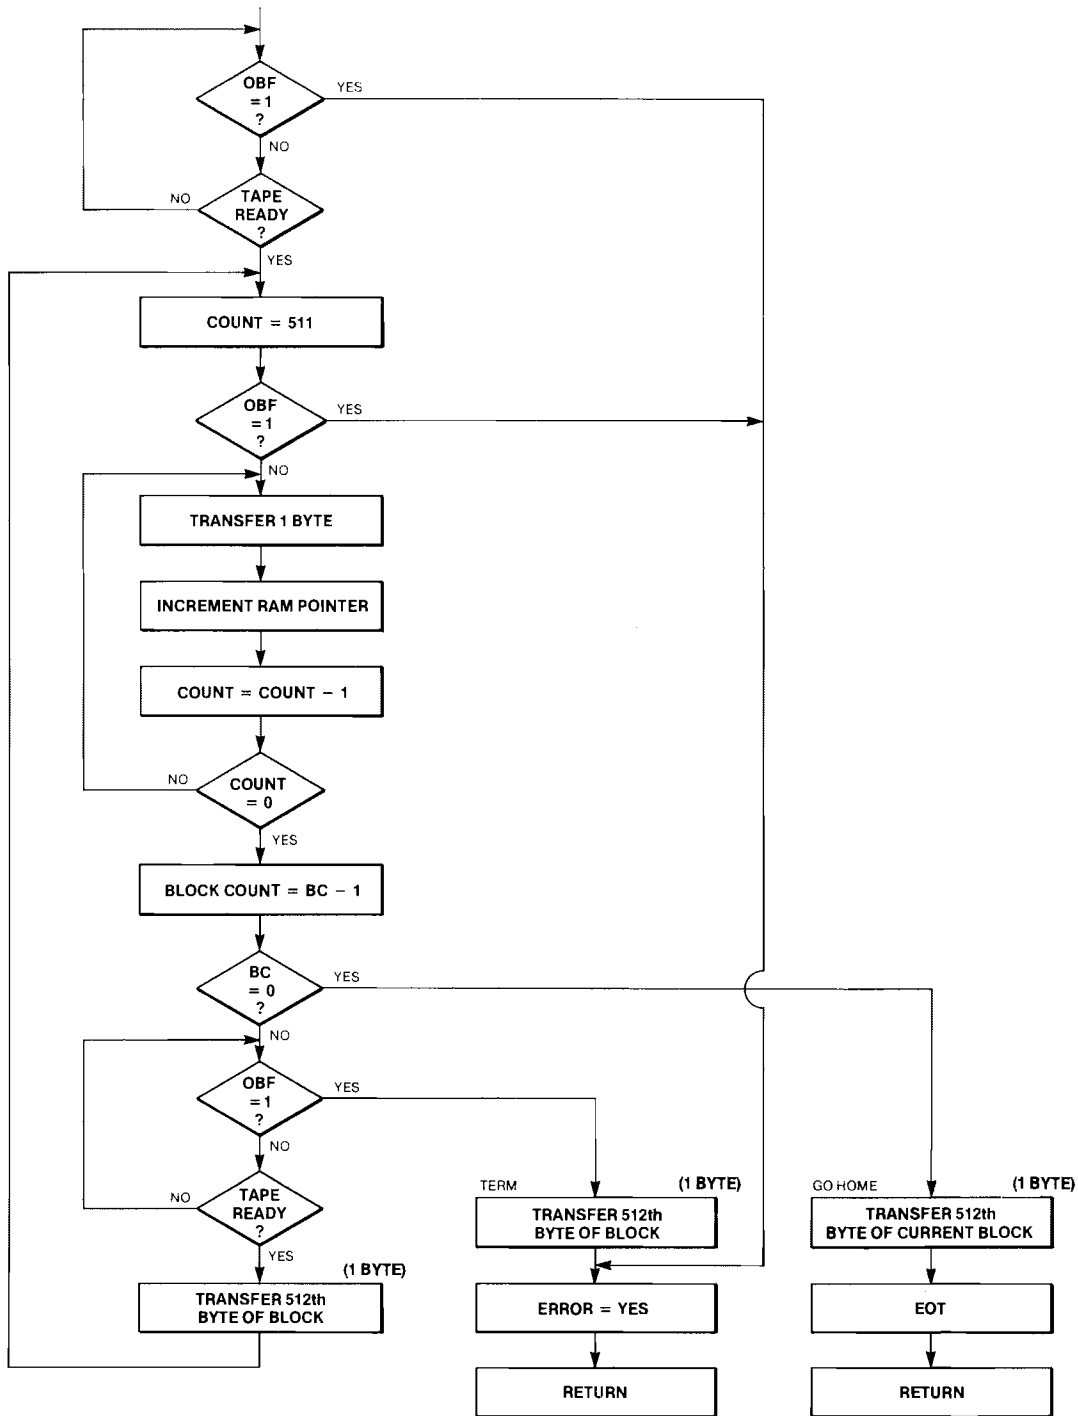 OBF
= 1
?
YES
NO
TAPE
READY
?
NO
YES
COUNT = 511
OBF
= 1
?
YES
NO
TRANSFER 1 BYTE
INCREMENT RAM POINTER
COUNT = COUNT − 1
COUNT
= 0
NO
YES
BLOCK COUNT = BC − 1
BC
= 0
?
YES
NO
OBF
= 1
?
YES
NO
TAPE
READY
?
NO
YES
(1 BYTE)
TRANSFER 512th
BYTE OF BLOCK
TERM
(1 BYTE)
TRANSFER 512th
BYTE OF BLOCK
ERROR = YES
RETURN
GO HOME
(1 BYTE)
TRANSFER 512th
BYTE OF CURRENT BLOCK
EOT
RETURN